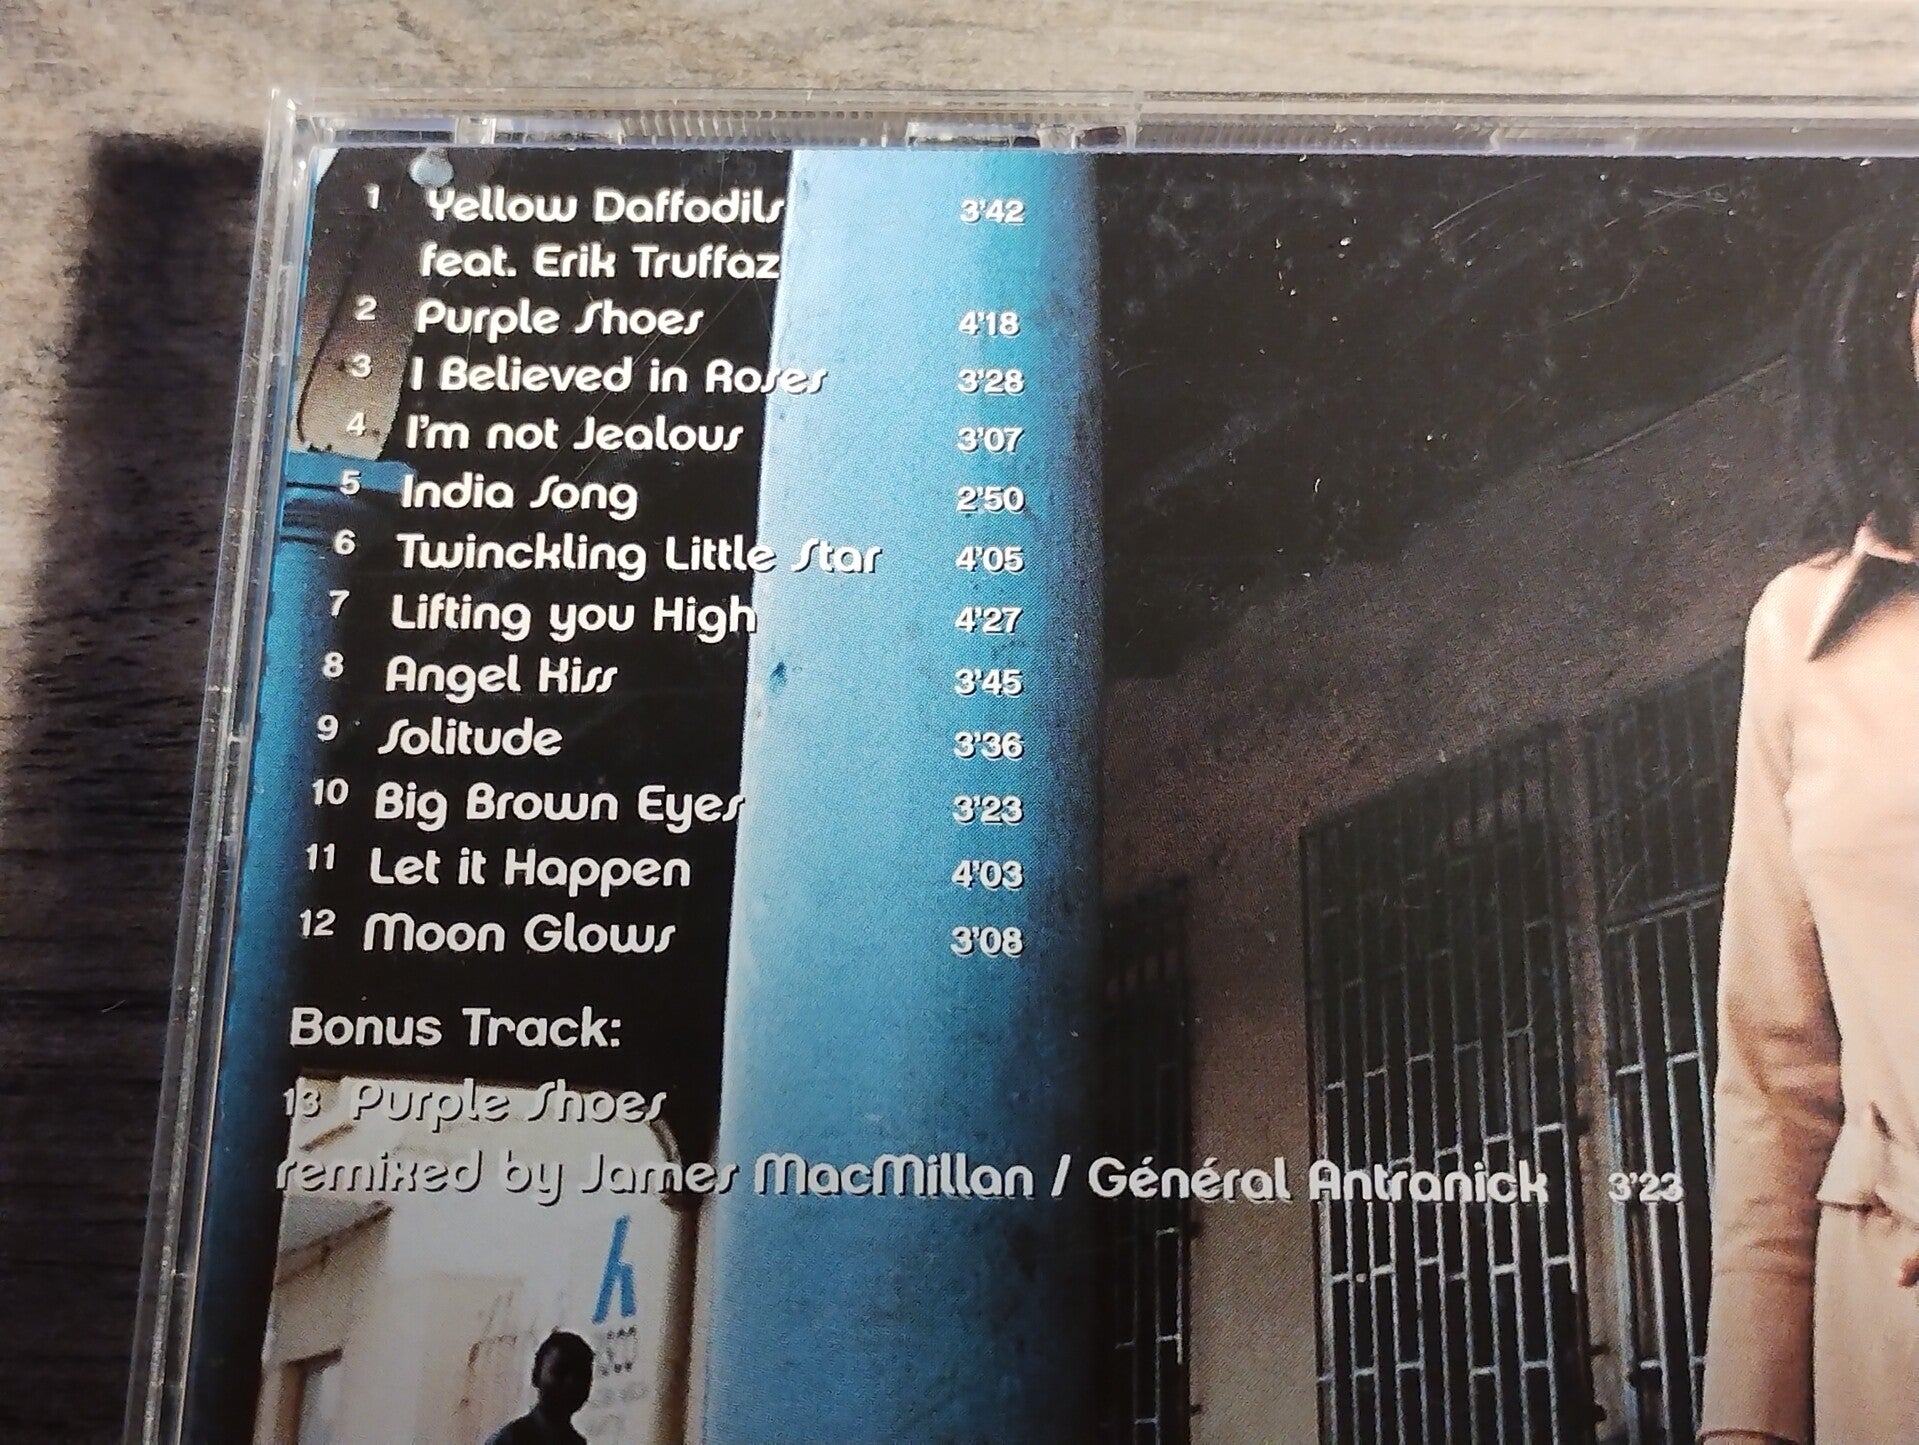 1 Yellow Daffodils 3'42
feat. Erik Truffaz
2 Purple Shoes 4'18
3 I Believed in Roses 3'28
4 I'm not Jealous 3'07
5 India Song 2'50
6 Twinckling Little Star 4'05
7 Lifting you High 4'27
8 Angel Kiss 3'45
9 Solitude 3'36
10 Big Brown Eyes 3'23
11 Let it Happen 4'03
12 Moon Glows 3'08
Bonus Track:
13 Purple Shoes
remixed by James MacMillan / Général Antranick 3'23